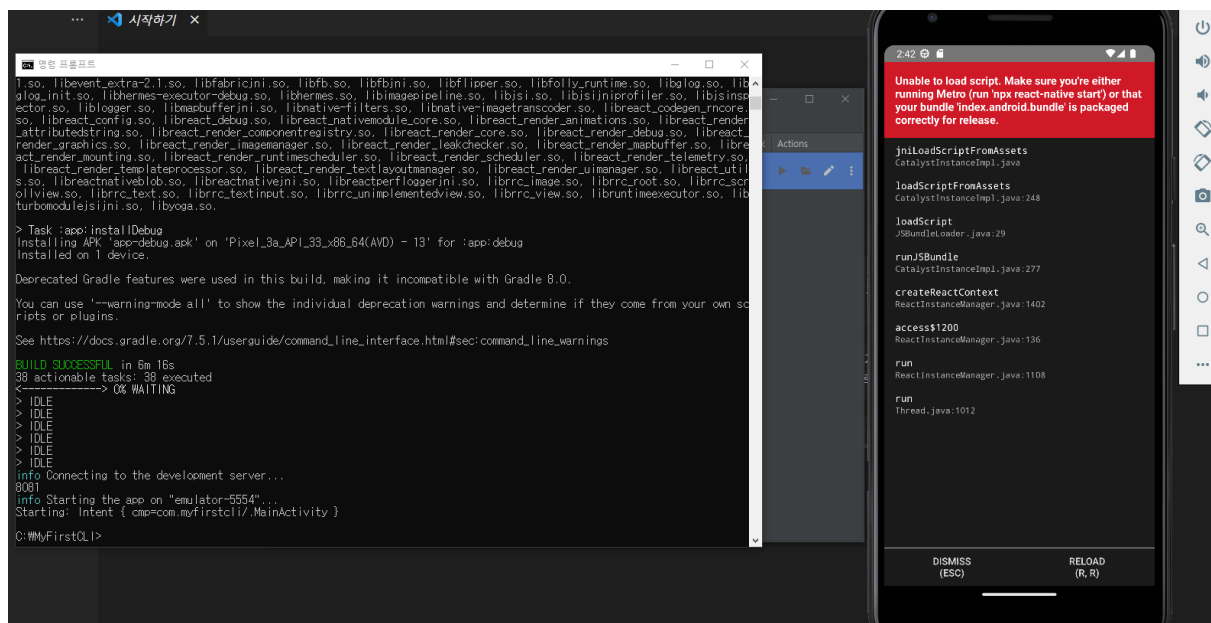 ··· 시작하기 ×
명령 프롬프트
1.so, libevent_extra-2.1.so, libfabricjni.so, libfb.so, libfbjni.so, libflipper.so, libfolly_runtime.so, libglog.so, lib
glog_init.so, libhermes-executor-debug.so, libhermes.so, libimagepipeline.so, libjsi.so, libjsijniprofiler.so, libjsinsp
ector.so, liblogger.so, libmapbufferjni.so, libnative-filters.so, libnative-imagetranscoder.so, libreact_codegen_rncore.
so, libreact_config.so, libreact_debug.so, libreact_nativemodule_core.so, libreact_render_animations.so, libreact_render
_attributedstring.so, libreact_render_componentregistry.so, libreact_render_core.so, libreact_render_debug.so, libreact_
render_graphics.so, libreact_render_imagemanager.so, libreact_render_leakchecker.so, libreact_render_mapbuffer.so, libre
act_render_mounting.so, libreact_render_runtimescheduler.so, libreact_render_scheduler.so, libreact_render_telemetry.so,
libreact_render_templateprocessor.so, libreact_render_textlayoutmanager.so, libreact_render_uimanager.so, libreact_util
s.so, libreactnativeblob.so, libreactnativejni.so, libreactperfloggerjni.so, librrc_image.so, librrc_root.so, librrc_scr
ollview.so, librrc_text.so, librrc_textinput.so, librrc_unimplementedview.so, librrc_view.so, libruntimeexecutor.so, lib
turbomodulejsijni.so, libyoga.so.
> Task :app:installDebug
Installing APK 'app-debug.apk' on 'Pixel_3a_API_33_x86_64(AVD) - 13' for :app:debug
Installed on 1 device.
Deprecated Gradle features were used in this build, making it incompatible with Gradle 8.0.
You can use '--warning-mode all' to show the individual deprecation warnings and determine if they come from your own sc
ripts or plugins.
See https://docs.gradle.org/7.5.1/userguide/command_line_interface.html#sec:command_line_warnings
BUILD SUCCESSFUL in 6m 16s
38 actionable tasks: 38 executed
<-------------> 0% WAITING
> IDLE
> IDLE
> IDLE
> IDLE
> IDLE
> IDLE
info Connecting to the development server...
8081
info Starting the app on "emulator-5554"...
Starting: Intent { cmp=com.myfirstcli/.MainActivity }
C:₩MyFirstCLI>
Actions
2:42
Unable to load script. Make sure you're either
running Metro (run 'npx react-native start') or that
your bundle 'index.android.bundle' is packaged
correctly for release.
jniLoadScriptFromAssets
CatalystInstanceImpl.java
loadScriptFromAssets
CatalystInstanceImpl.java:248
loadScript
JSBundleLoader.java:29
runJSBundle
CatalystInstanceImpl.java:277
createReactContext
ReactInstanceManager.java:1402
access$1200
ReactInstanceManager.java:136
run
ReactInstanceManager.java:1108
run
Thread.java:1012
DISMISS
(ESC)
RELOAD
(R, R)